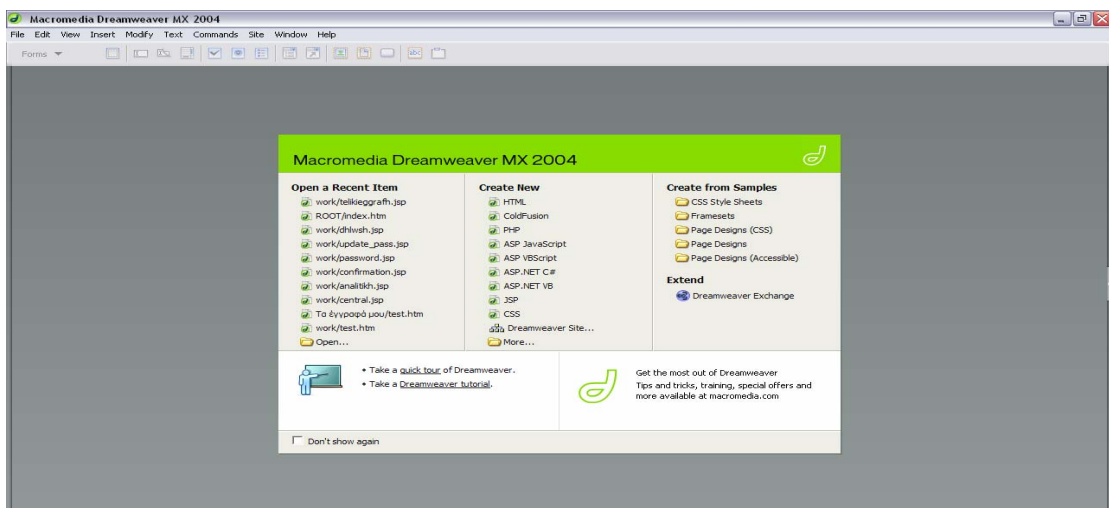 Macromedia Dreamweaver MX 2004
File Edit View Insert Modify Text Commands Site Window Help
Forms
Macromedia Dreamweaver MX 2004
Open a Recent Item
work/telikieggrafh.jsp
ROOT/index.htm
work/dhlwsh.jsp
work/update_pass.jsp
work/password.jsp
work/confirmation.jsp
work/analitikh.jsp
work/central.jsp
Τα έγγραφά μου/test.htm
work/test.htm
Open...
Create New
HTML
ColdFusion
PHP
ASP JavaScript
ASP VBScript
ASP.NET C#
ASP.NET VB
JSP
CSS
Dreamweaver Site...
More...
Create from Samples
CSS Style Sheets
Framesets
Page Designs (CSS)
Page Designs
Page Designs (Accessible)
Extend
Dreamweaver Exchange
• Take a quick tour of Dreamweaver.
• Take a Dreamweaver tutorial.
Get the most out of Dreamweaver
Tips and tricks, training, special offers and
more available at macromedia.com
Don't show again